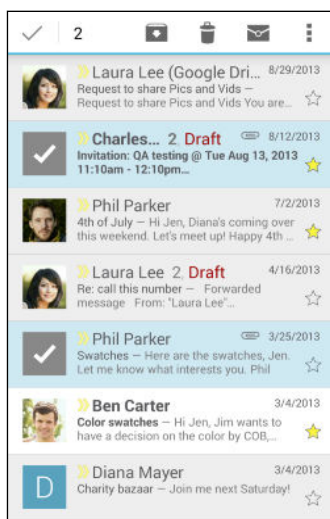 2
Laura Lee (Google Dri... 8/29/2013
Request to share Pics and Vids —
Request to share Pics and Vids You are...
Charles... 2, Draft 8/12/2013
Invitation: QA testing @ Tue Aug 13, 2013
11:10am - 12:10pm...
Phil Parker 7/2/2013
4th of July — Hi Jen, Diana's coming over
this weekend. Let's meet up! Happy 4th ...
Laura Lee 2, Draft 4/16/2013
Re: call this number — Forwarded
message From: "Laura Lee"...
Phil Parker 3/25/2013
Swatches — Here are the swatches, Jen.
Let me know what interests you. Phil
Ben Carter 3/4/2013
Color swatches — Hi Jen, Jim wants to
have a decision on the color by COB,...
D Diana Mayer 3/4/2013
Charity bazaar — Join me next Saturday!